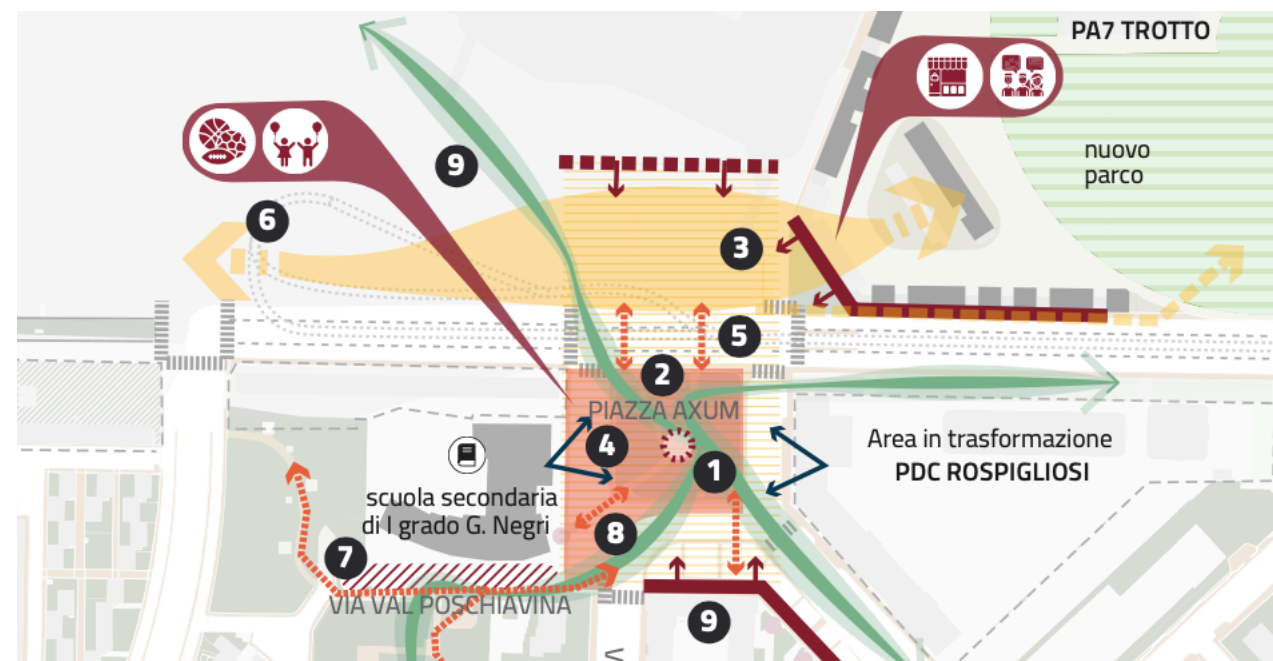 PA7 TROTTO
nuovo
parco
9
6
3
5
2
PIAZZA AXUM
4
1
Area in trasformazione
PDC ROSPIGLIOSI
scuola secondaria
di I grado G. Negri
8
7
VIA VAL POSCHIAVINA
9
V